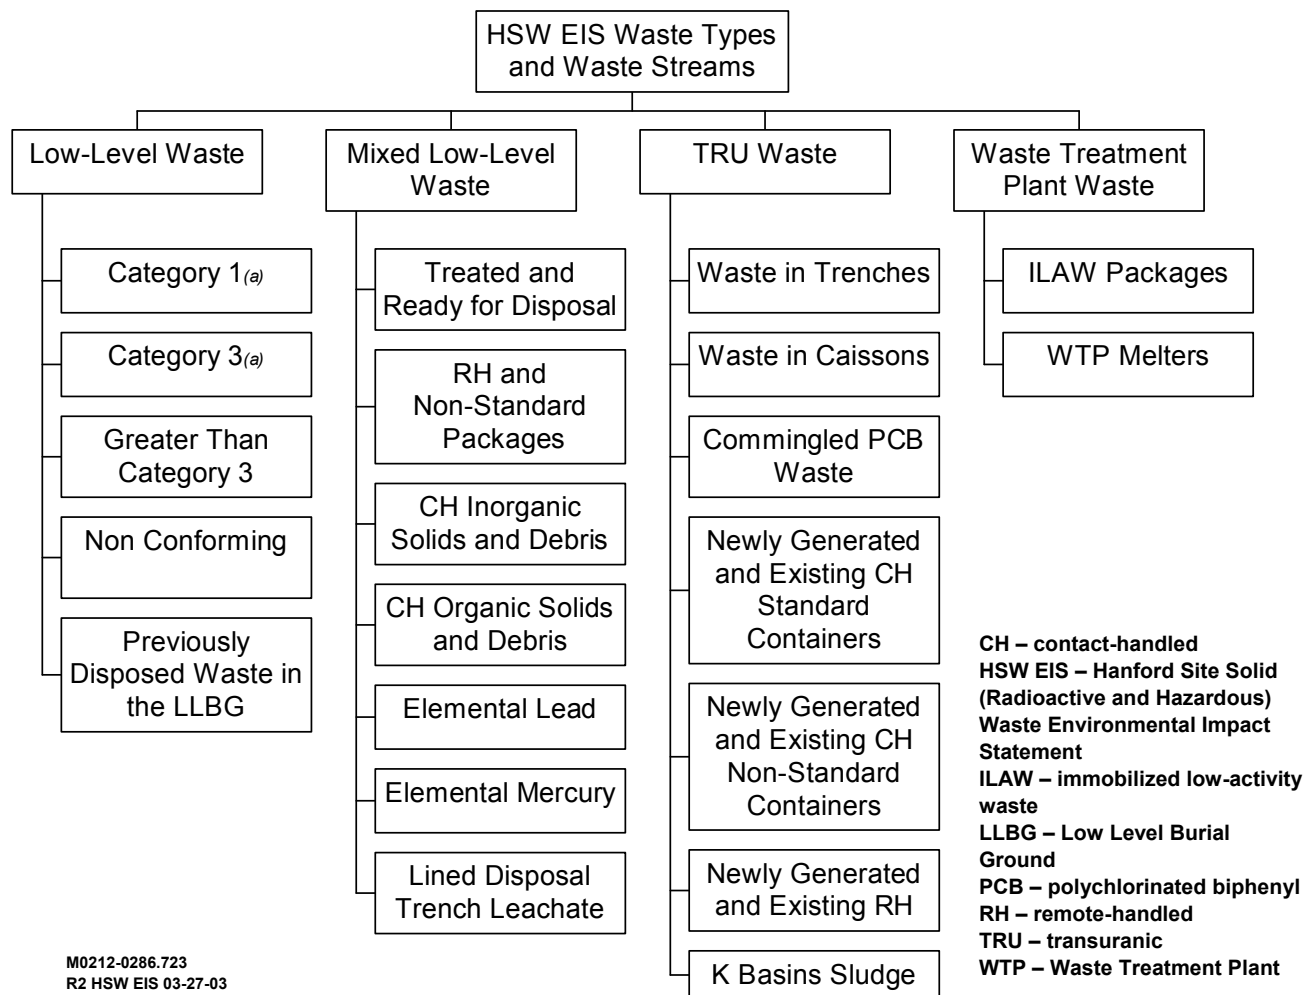 HSW EIS Waste Types
and Waste Streams
Low-Level Waste
Mixed Low-Level
Waste
TRU Waste
Waste Treatment
Plant Waste
Category 1(a)
Category 3(a)
Greater Than
Category 3
Non Conforming
Previously
Disposed Waste in
the LLBG
Treated and
Ready for Disposal
RH and
Non-Standard
Packages
CH Inorganic
Solids and Debris
CH Organic Solids
and Debris
Elemental Lead
Elemental Mercury
Lined Disposal
Trench Leachate
Waste in Trenches
Waste in Caissons
Commingled PCB
Waste
Newly Generated
and Existing CH
Standard
Containers
Newly Generated
and Existing CH
Non-Standard
Containers
Newly Generated
and Existing RH
K Basins Sludge
ILAW Packages
WTP Melters
CH – contact-handled
HSW EIS – Hanford Site Solid
(Radioactive and Hazardous)
Waste Environmental Impact
Statement
ILAW – immobilized low-activity
waste
LLBG – Low Level Burial
Ground
PCB – polychlorinated biphenyl
RH – remote-handled
TRU – transuranic
WTP – Waste Treatment Plant
M0212-0286.723
R2 HSW EIS 03-27-03